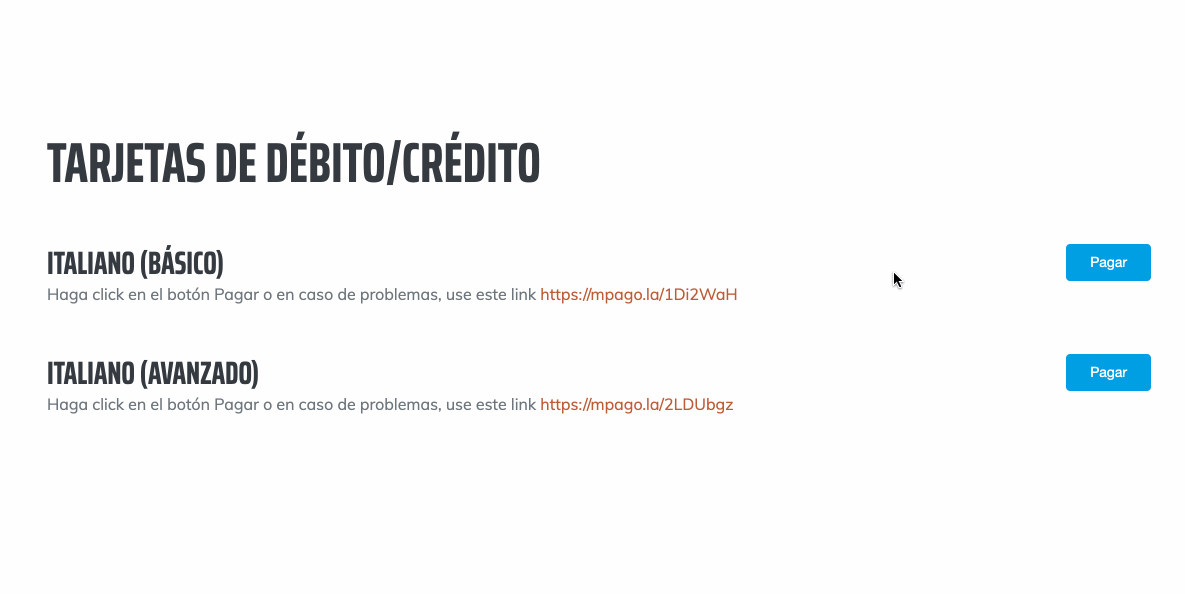 TARJETAS DE DÉBITO/CRÉDITO
ITALIANO (BÁSICO)
Pagar
Haga click en el botón Pagar o en caso de problemas, use este link https://mpago.la/1Di2WaH
ITALIANO (AVANZADO)
Pagar
Haga click en el botón Pagar o en caso de problemas, use este link https://mpago.la/2LDUbgz